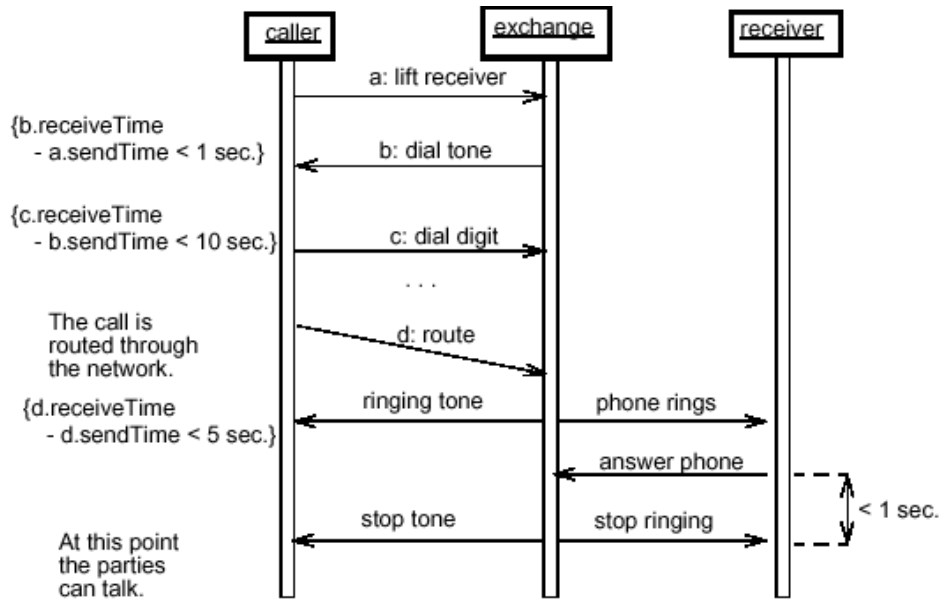 caller
exchange
receiver
a: lift receiver
{b.receiveTime
- a.sendTime < 1 sec.}
b: dial tone
{c.receiveTime
- b.sendTime < 10 sec.}
c: dial digit
. . .
The call is
routed through
the network.
d: route
{d.receiveTime
- d.sendTime < 5 sec.}
ringing tone
phone rings
answer phone
< 1 sec.
stop tone
stop ringing
At this point
the parties
can talk.